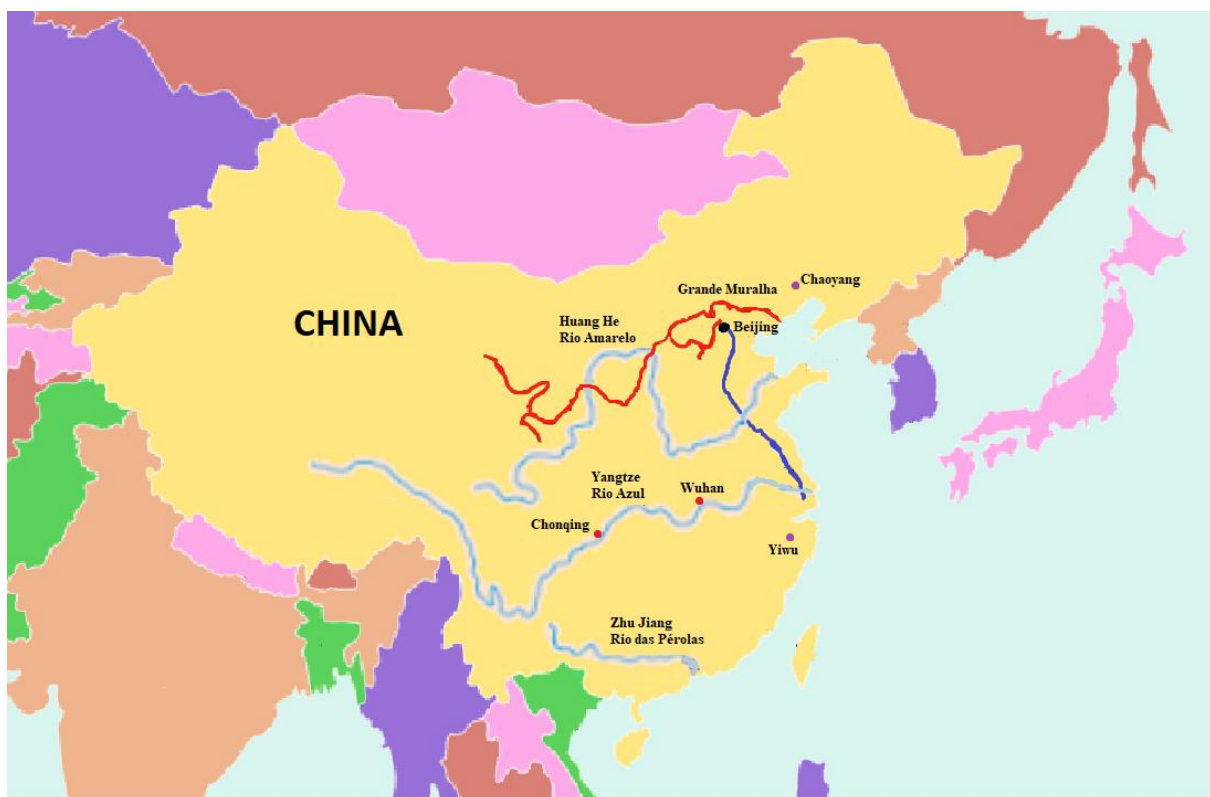 Chaoyang
Grande Muralha
CHINA
Huang He
Rio Amarelo
Beijing
Yangtze
Rio Azul
Wuhan
Chonqing
Yiwu
Zhu Jiang
Rio das Pérolas